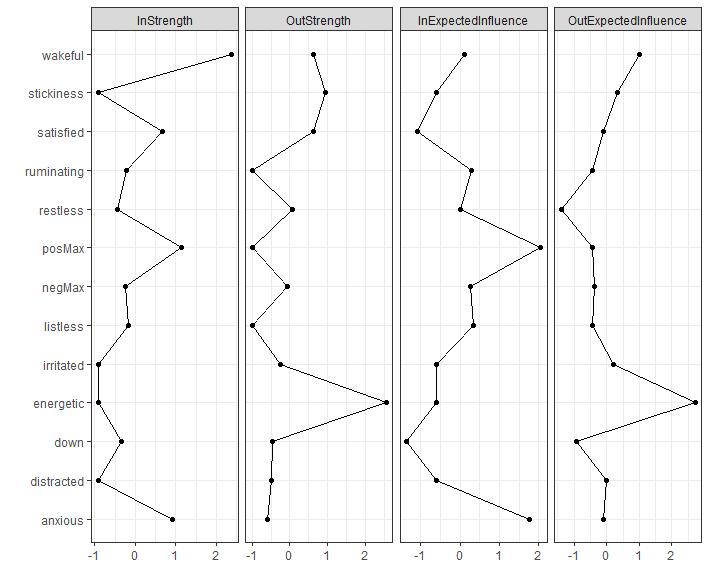 InStrength OutStrength InExpectedInfluence OutExpectedInfluence
wakeful
stickiness
satisfied
ruminating
restless
posMax
negMax
listless
irritated
energetic
down
distracted
anxious
-1 0 1 2 -1 0 1 2 -1 0 1 2 -1 0 1 2